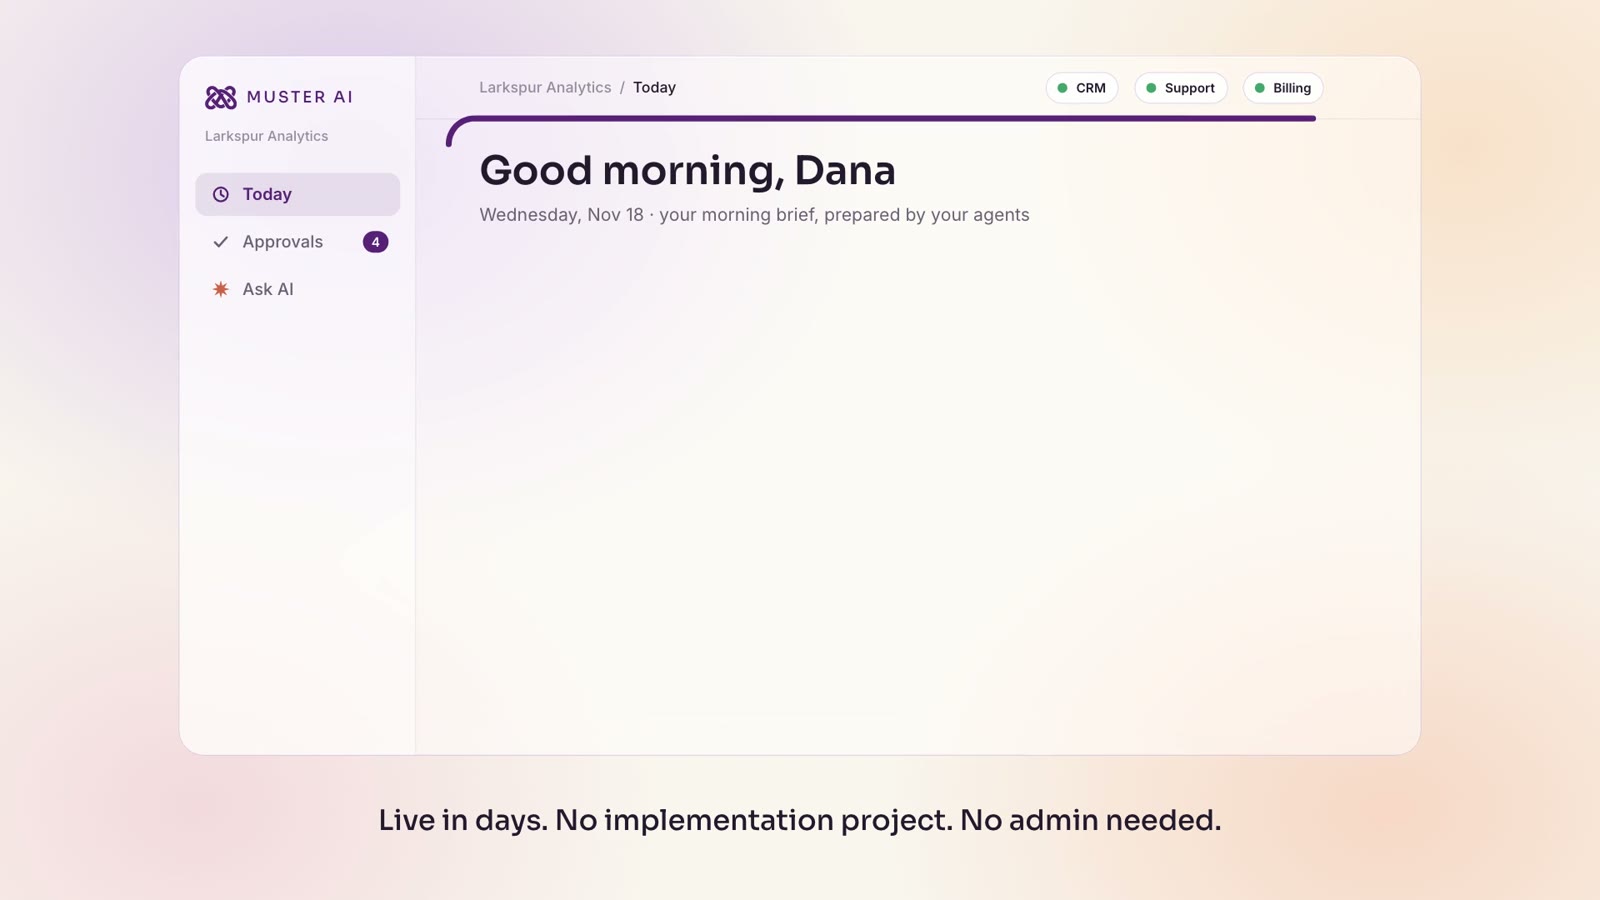 MUSTER AI
Larkspur Analytics
Today
Approvals 4
Ask AI
Larkspur Analytics / Today
CRM
Support
Billing
Good morning, Dana
Wednesday, Nov 18 · your morning brief, prepared by your agents
Live in days. No implementation project. No admin needed.